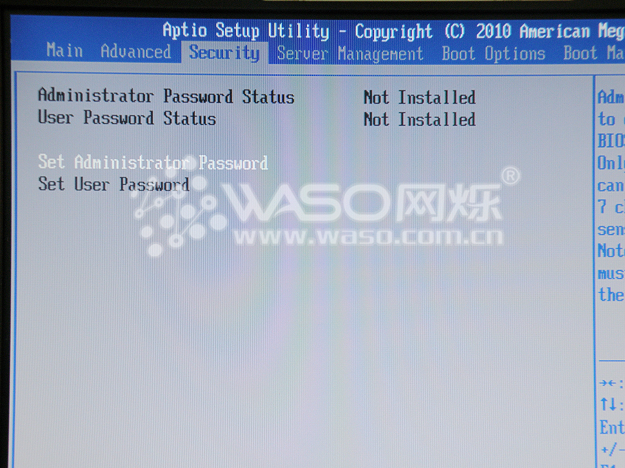 Aptio Setup Utility - Copyright (C) 2010 American Meg
Main Advanced Security Server Management Boot Options Boot Ma
Administrator Password Status Not Installed
User Password Status Not Installed
Set Administrator Password
Set User Password
Adm
to
BIOS
Onl
can
7 c
sen
Not
mus
the
→←:
↑↓:
Ent
+/-
WASO网烁®
www.waso.com.cn